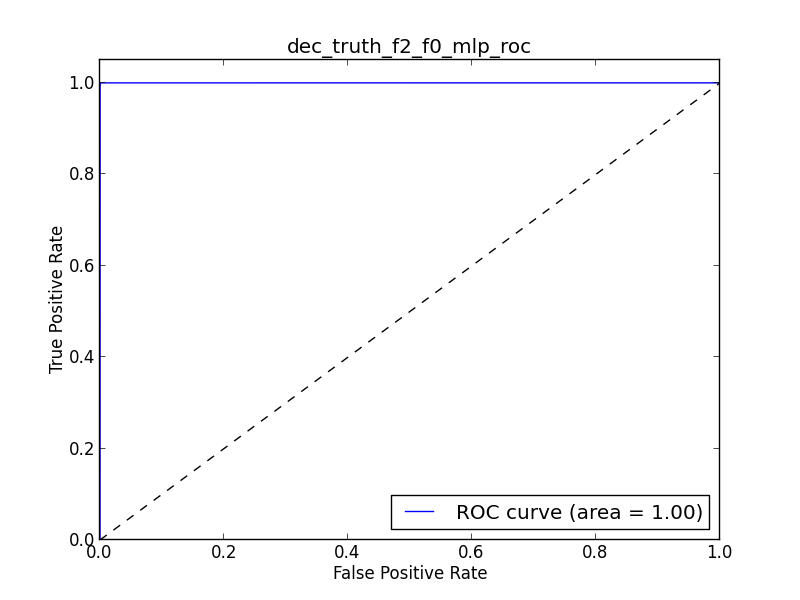 dec_truth_f2_f0_mlp_roc
1.0
0.8
0.6
0.4
0.2
0.0
True Positive Rate
ROC curve (area = 1.00)
0.0 0.2 0.4 0.6 0.8 1.0
False Positive Rate